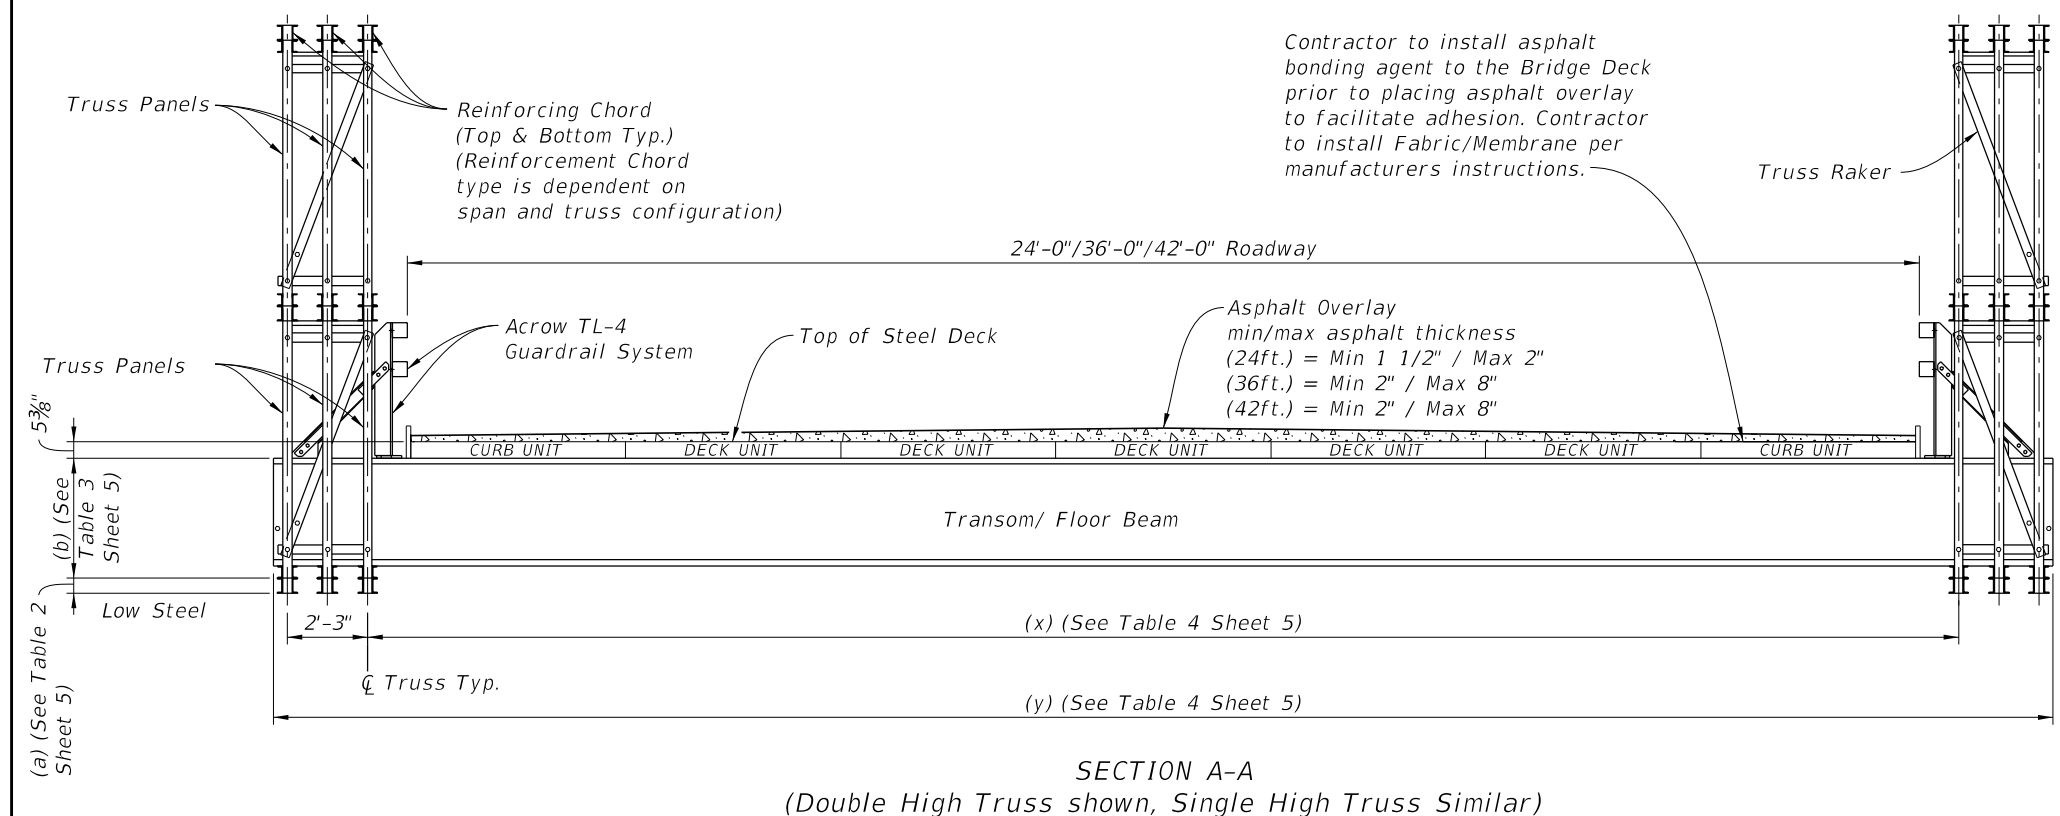 Truss Panels
Reinforcing Chord
(Top & Bottom Typ.)
(Reinforcement Chord
type is dependent on
span and truss configuration)
Contractor to install asphalt
bonding agent to the Bridge Deck
prior to placing asphalt overlay
to facilitate adhesion. Contractor
to install Fabric/Membrane per
manufacturers instructions.
Truss Raker
24'-0"/36'-0"/42'-0" Roadway
Truss Panels
Acrow TL-4
Guardrail System
Top of Steel Deck
Asphalt Overlay
min/max asphalt thickness
(24ft.) = Min 1 1/2" / Max 2"
(36ft.) = Min 2" / Max 8"
(42ft.) = Min 2" / Max 8"
5⅜"
CURB UNIT
DECK UNIT
DECK UNIT
DECK UNIT
DECK UNIT
DECK UNIT
CURB UNIT
(b) (See
Table 3
Sheet 5)
Transom/ Floor Beam
Low Steel
(a) (See Table 2
Sheet 5)
2'-3"
(x) (See Table 4 Sheet 5)
℄ Truss Typ.
(y) (See Table 4 Sheet 5)
SECTION A-A
(Double High Truss shown, Single High Truss Similar)